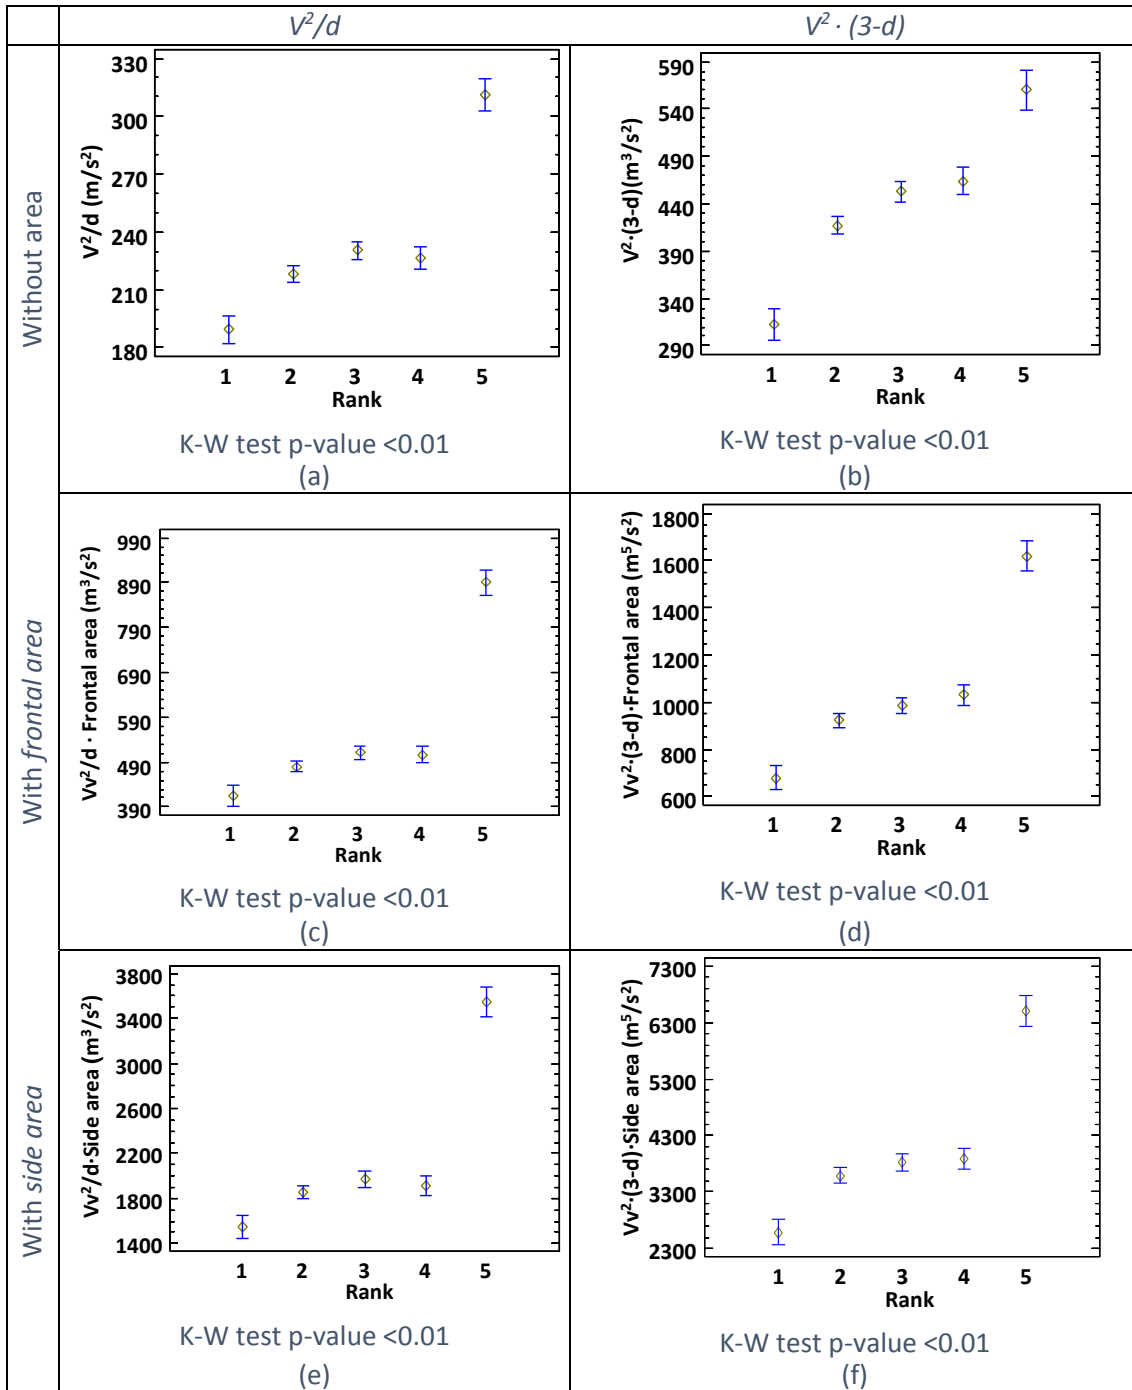 V²/d
V² · (3-d)
Without area
V²/d (m/s²)
330
300
270
240
210
180
1 2 3 4 5
Rank
K-W test p-value <0.01
(a)
V²·(3-d)(m³/s²)
590
540
490
440
390
340
290
1 2 3 4 5
Rank
K-W test p-value <0.01
(b)
With frontal area
Vv²/d · Frontal area (m³/s²)
990
890
790
690
590
490
390
1 2 3 4 5
Rank
K-W test p-value <0.01
(c)
Vv²·(3-d)·Frontal area (m⁵/s²)
1800
1600
1400
1200
1000
800
600
1 2 3 4 5
Rank
K-W test p-value <0.01
(d)
With side area
Vv²/d·Side area (m³/s²)
3800
3400
3000
2600
2200
1800
1400
1 2 3 4 5
Rank
K-W test p-value <0.01
(e)
Vv²·(3-d)·Side area (m⁵/s²)
7300
6300
5300
4300
3300
2300
1 2 3 4 5
Rank
K-W test p-value <0.01
(f)